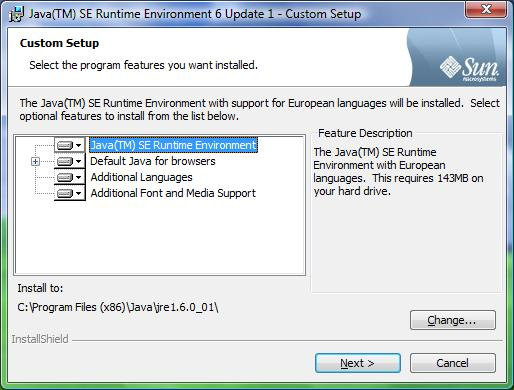 Java(TM) SE Runtime Environment 6 Update 1 - Custom Setup
Custom Setup
Select the program features you want installed.
Sun
microsystems
The Java(TM) SE Runtime Environment with support for European languages will be installed. Select
optional features to install from the list below.
Java(TM) SE Runtime Environment
Default Java for browsers
Additional Languages
Additional Font and Media Support
Feature Description
The Java(TM) SE Runtime
Environment with European
languages. This requires 143MB on
your hard drive.
Install to:
C:\Program Files (x86)\Java\jre1.6.0_01\
Change...
InstallShield
Next >
Cancel